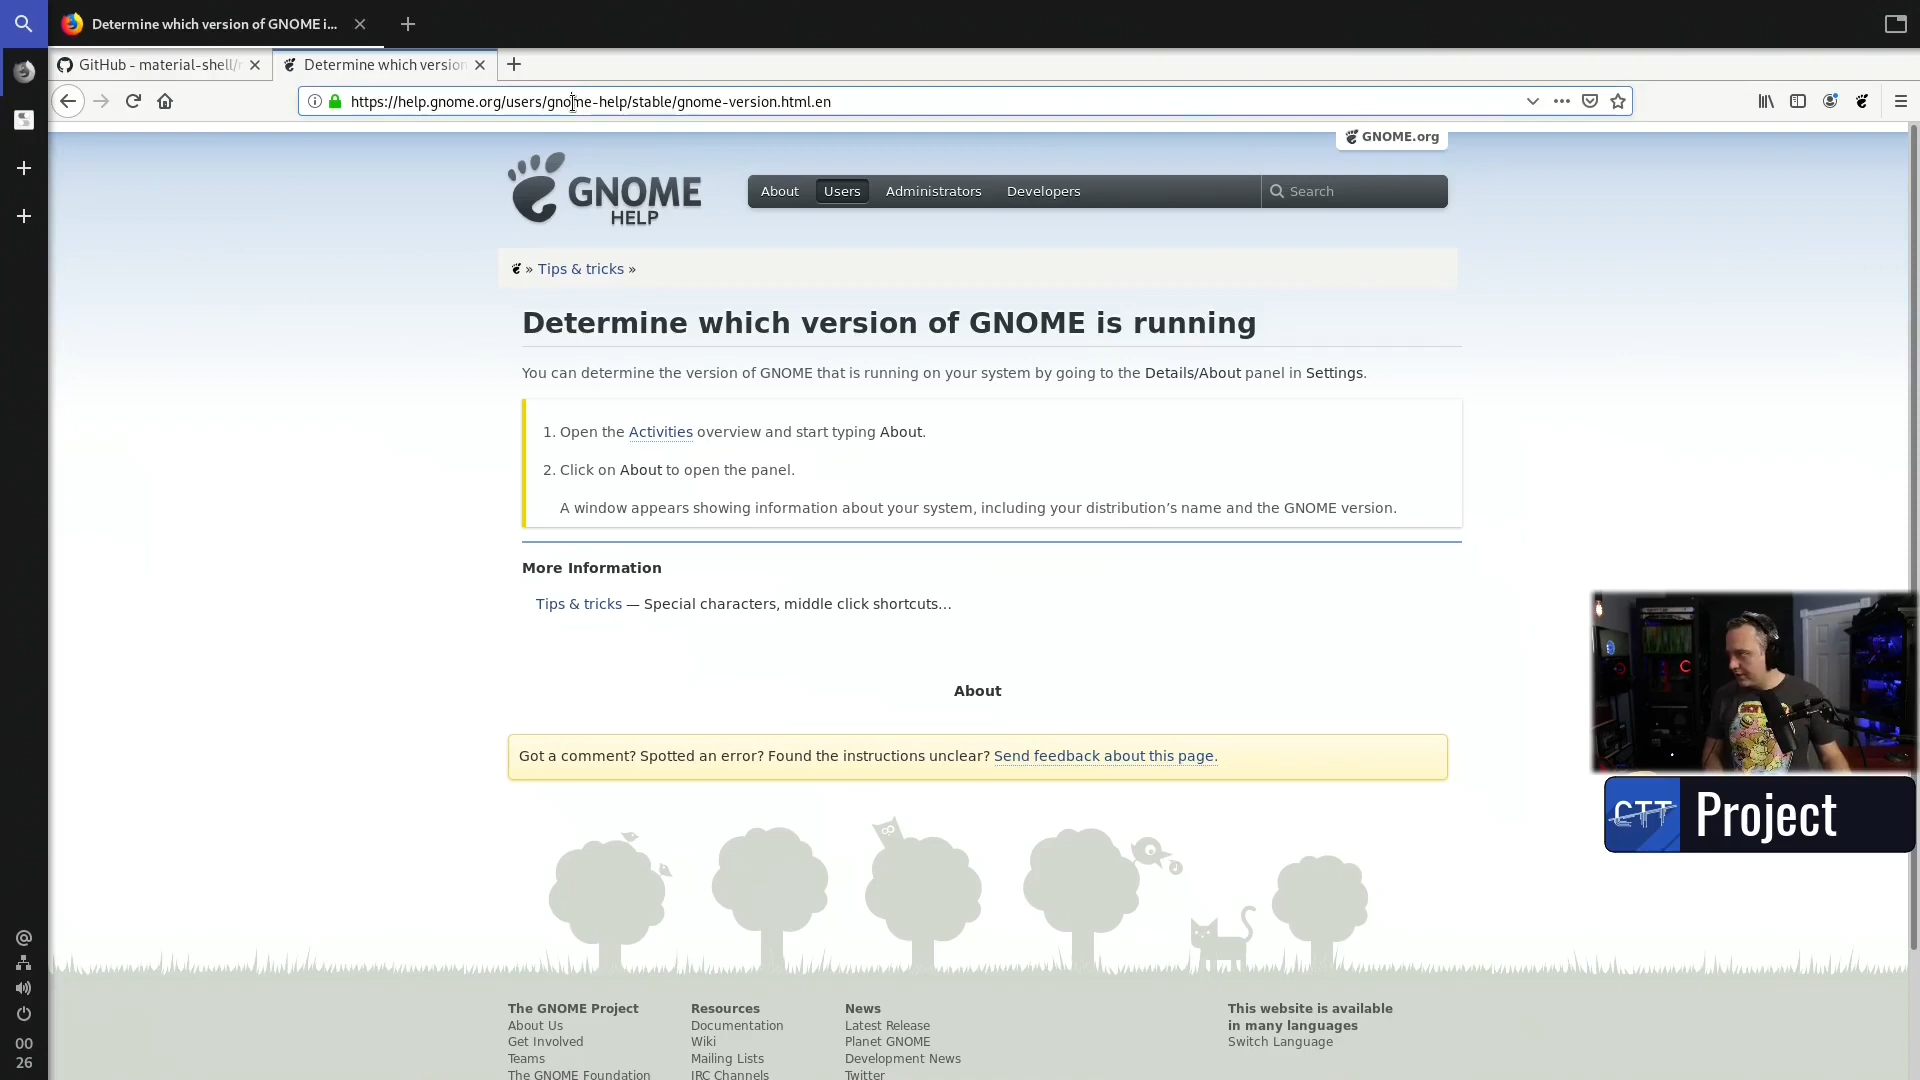 Determine which version of GNOME i...
GitHub - material-shell/
Determine which version
https://help.gnome.org/users/gnome-help/stable/gnome-version.html.en
GNOME.org
GNOME
HELP
About
Users
Administrators
Developers
Search
» Tips & tricks »
Determine which version of GNOME is running
You can determine the version of GNOME that is running on your system by going to the Details/About panel in Settings.
1. Open the Activities overview and start typing About.
2. Click on About to open the panel.
A window appears showing information about your system, including your distribution’s name and the GNOME version.
More Information
Tips & tricks — Special characters, middle click shortcuts…
About
Got a comment? Spotted an error? Found the instructions unclear? Send feedback about this page.
CTT
Project
The GNOME Project
About Us
Get Involved
Teams
The GNOME Foundation
Resources
Documentation
Wiki
Mailing Lists
IRC Channels
News
Latest Release
Planet GNOME
Development News
Twitter
This website is available
in many languages
Switch Language
00
26